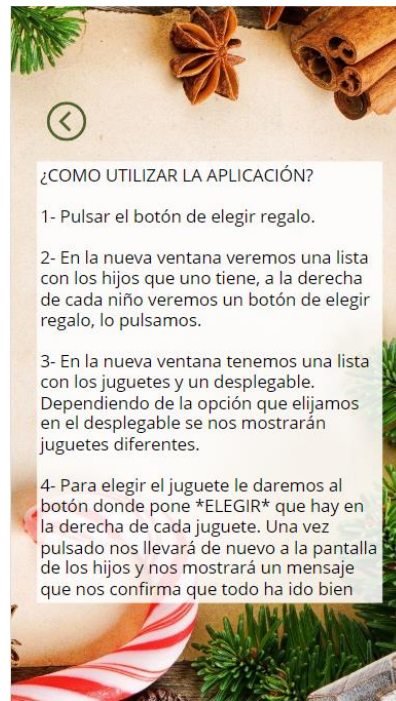 ¿COMO UTILIZAR LA APLICACIÓN?
1- Pulsar el botón de elegir regalo.
2- En la nueva ventana veremos una lista
con los hijos que uno tiene, a la derecha
de cada niño veremos un botón de elegir
regalo, lo pulsamos.
3- En la nueva ventana tenemos una lista
con los juguetes y un desplegable.
Dependiendo de la opción que elijamos
en el desplegable se nos mostrarán
juguetes diferentes.
4- Para elegir el juguete le daremos al
botón donde pone *ELEGIR* que hay en
la derecha de cada juguete. Una vez
pulsado nos llevará de nuevo a la pantalla
de los hijos y nos mostrará un mensaje
que nos confirma que todo ha ido bien